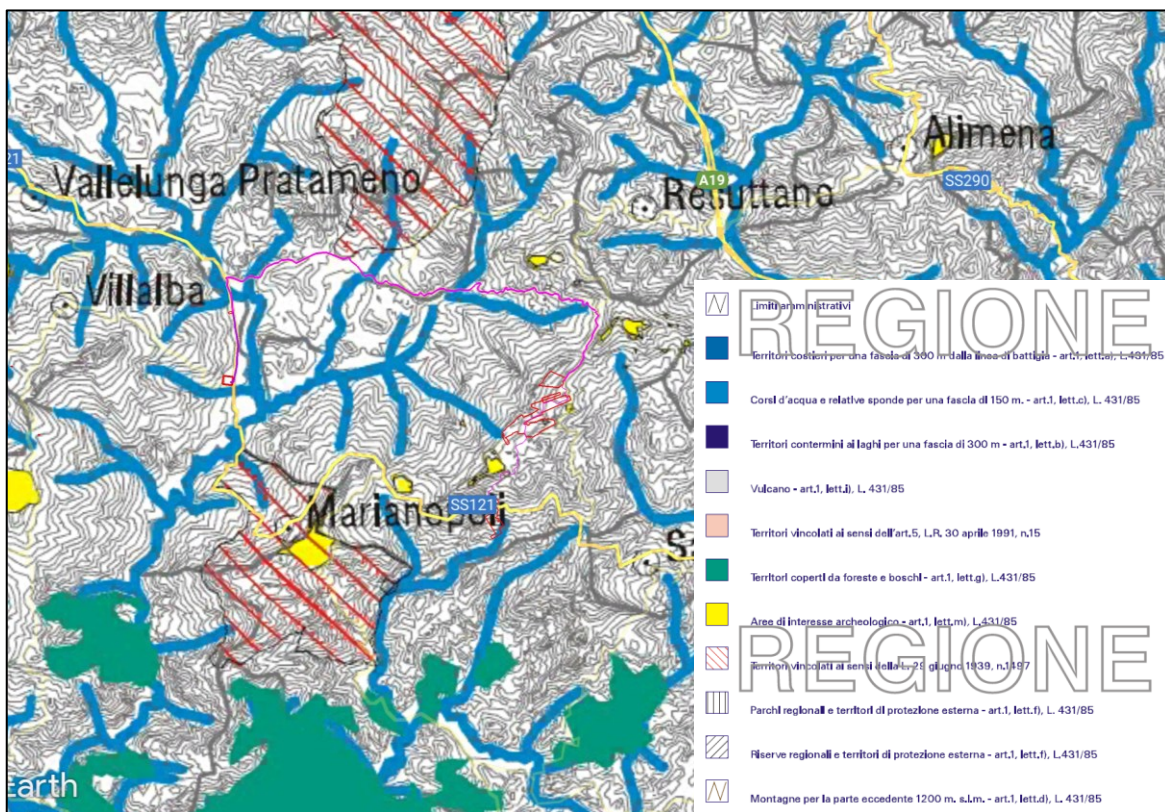 Alimena
A19
SS290
21
Vallelunga Pratameno
Resuttano
Villalba
REGIONE
Limiti amministrativi
Territori costieri per una fascia di 300 m dalla linea di battigia - art.1, lett.a), L.431/85
Corsi d'acqua e relative sponde per una fascia di 150 m. - art.1, lett.c), L. 431/85
Territori contermini ai laghi per una fascia di 300 m - art.1, lett.b), L.431/85
Vulcano - art.1, lett.i), L. 431/85
SS121
Marianopoli
Territori vincolati ai sensi dell'art.5, L.R. 30 aprile 1991, n.15
S
Territori coperti da foreste e boschi - art.1, lett.g), L.431/85
Aree di interesse archeologico - art.1, lett.m), L.431/85
REGIONE
Territori vincolati ai sensi della L. 29 giugno 1939, n.1497
Parchi regionali e territori di protezione esterna - art.1, lett.f), L. 431/85
Riserve regionali e territori di protezione esterna - art.1, lett.f), L.431/85
Earth
Montagne per la parte eccedente 1200 m. s.l.m. - art.1, lett.d), L. 431/85